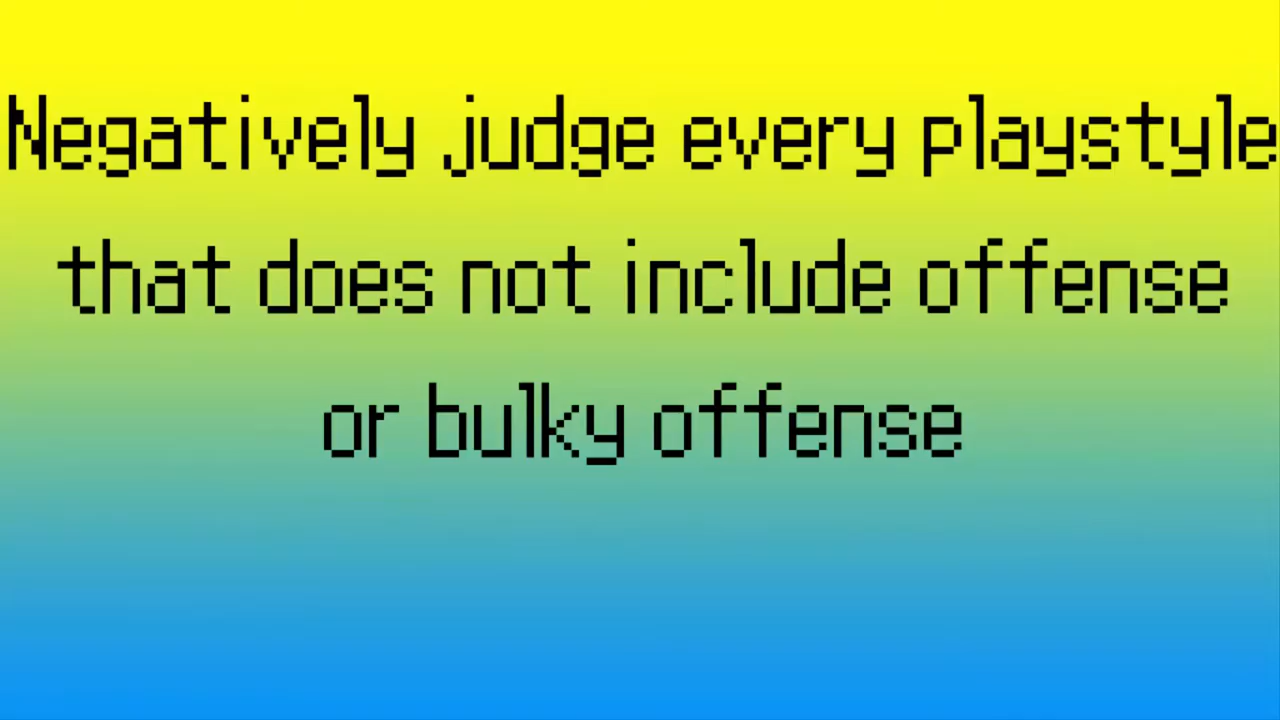 Negatively judge every playstyle
that does not include offense
or bulky offense